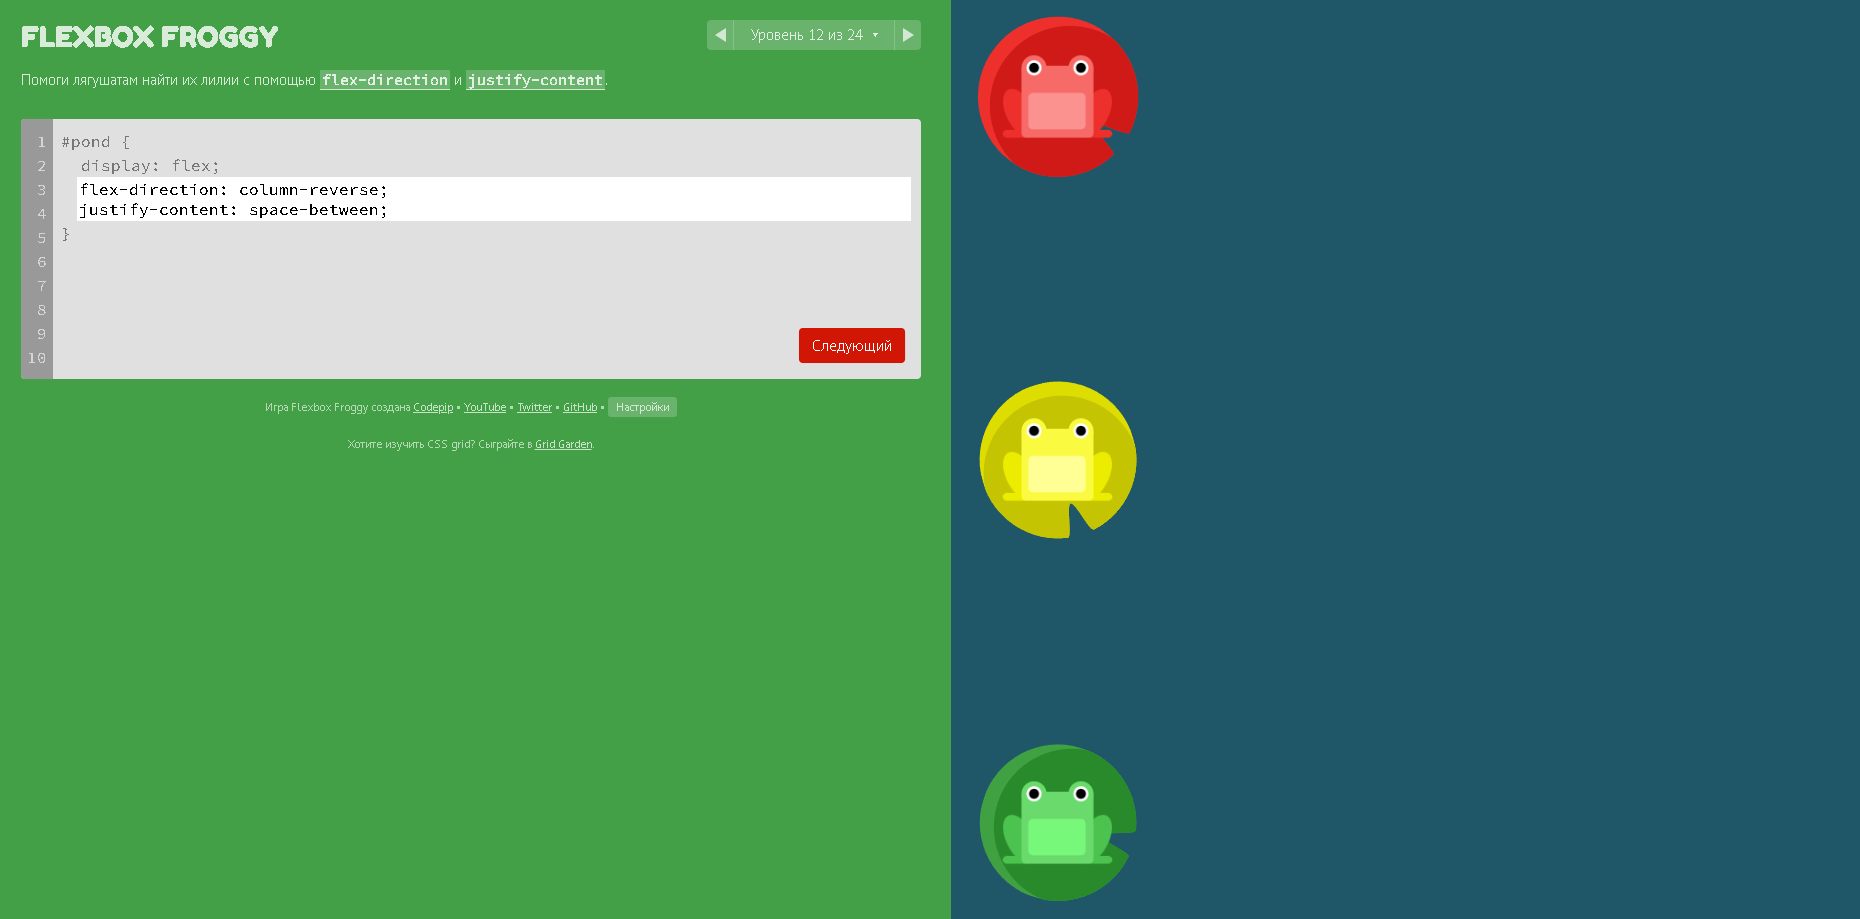 FLEXBOX FROGGY
Уровень 12 из 24
Помоги лягушатам найти их лилии с помощью flex-direction и justify-content.
1 #pond {
2 display: flex;
3 flex-direction: column-reverse;
4 justify-content: space-between;
5 }
6
7
8
9
10
Следующий
Игра Flexbox Froggy создана Codepip • YouTube • Twitter • GitHub • Настройки
Хотите изучить CSS grid? Сыграйте в Grid Garden.